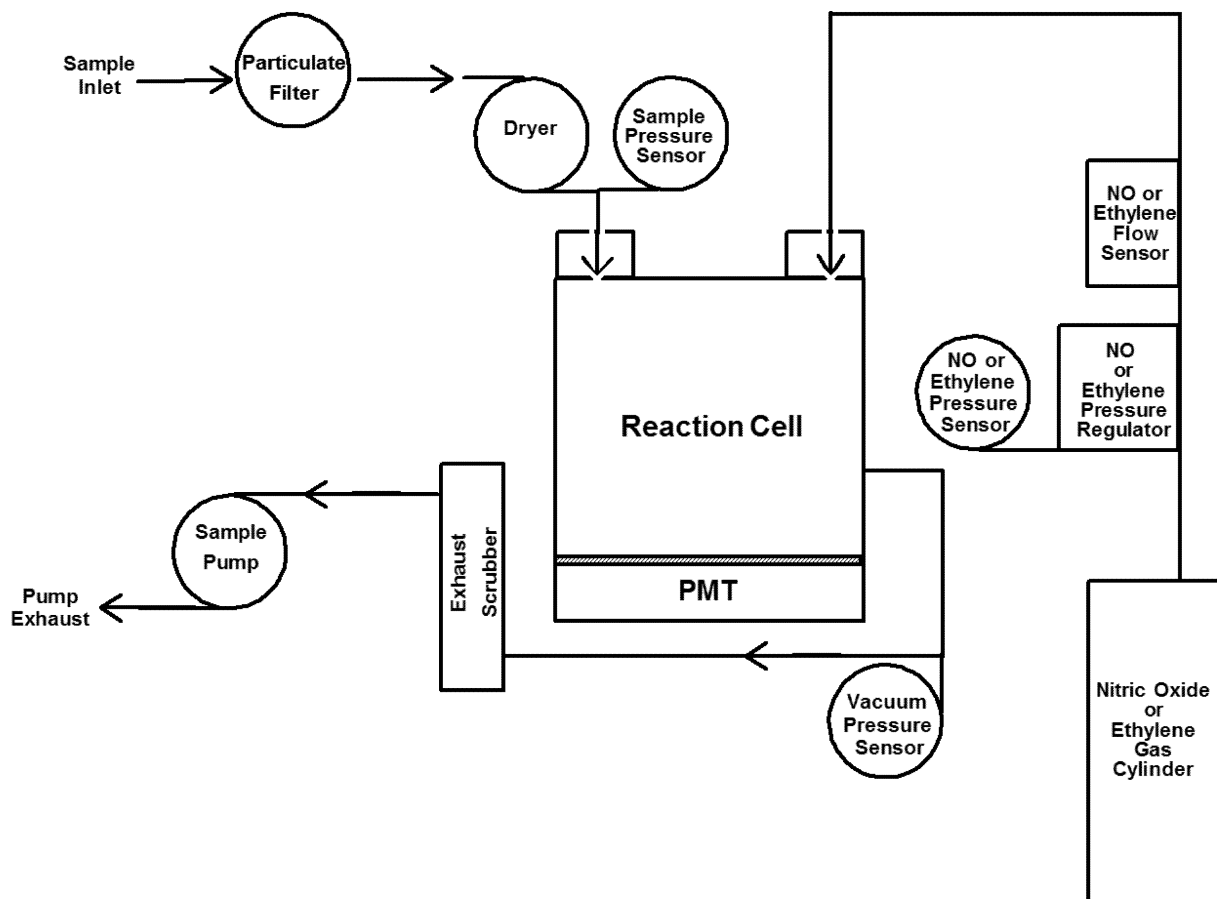 Sample
Inlet
Particulate
Filter
Dryer
Sample
Pressure
Sensor
NO or
Ethylene
Flow
Sensor
NO or
Ethylene
Pressure
Sensor
NO
or
Ethylene
Pressure
Regulator
Reaction Cell
Sample
Pump
Exhaust
Scrubber
PMT
Pump
Exhaust
Vacuum
Pressure
Sensor
Nitric Oxide
or
Ethylene
Gas
Cylinder